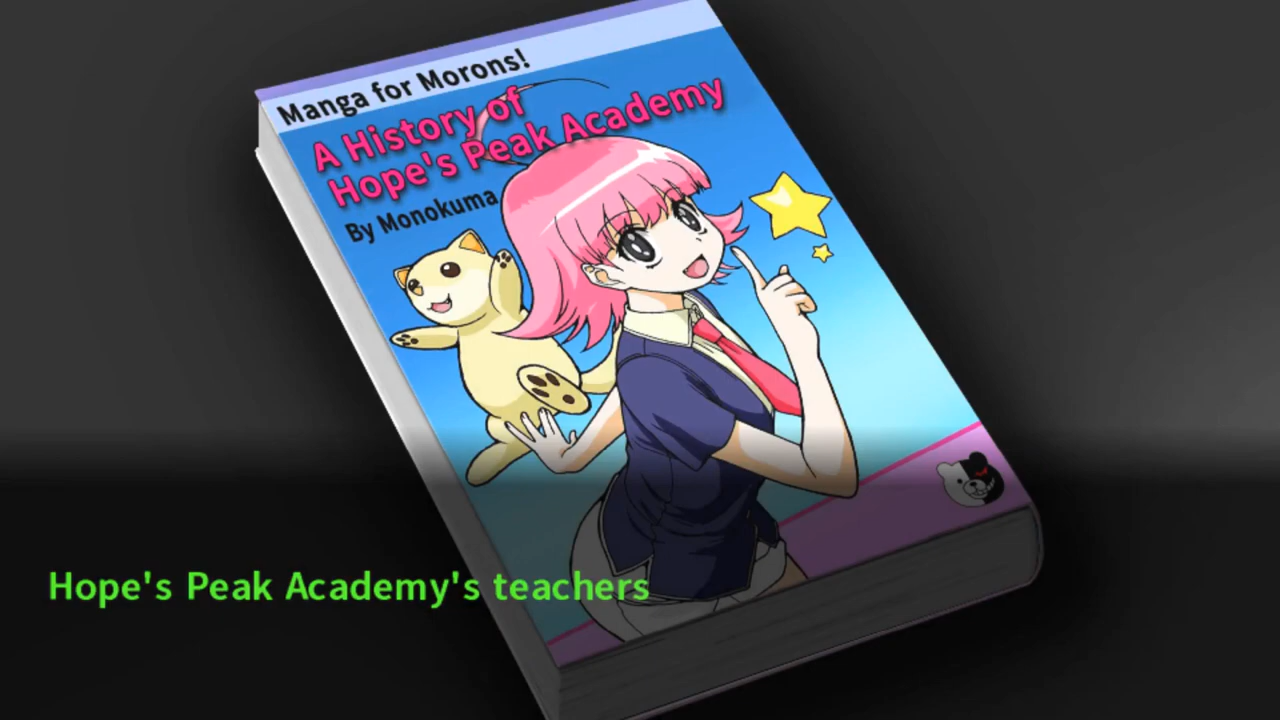 Manga for Morons!
A History of
Hope's Peak Academy
By Monokuma
Hope's Peak Academy's teachers